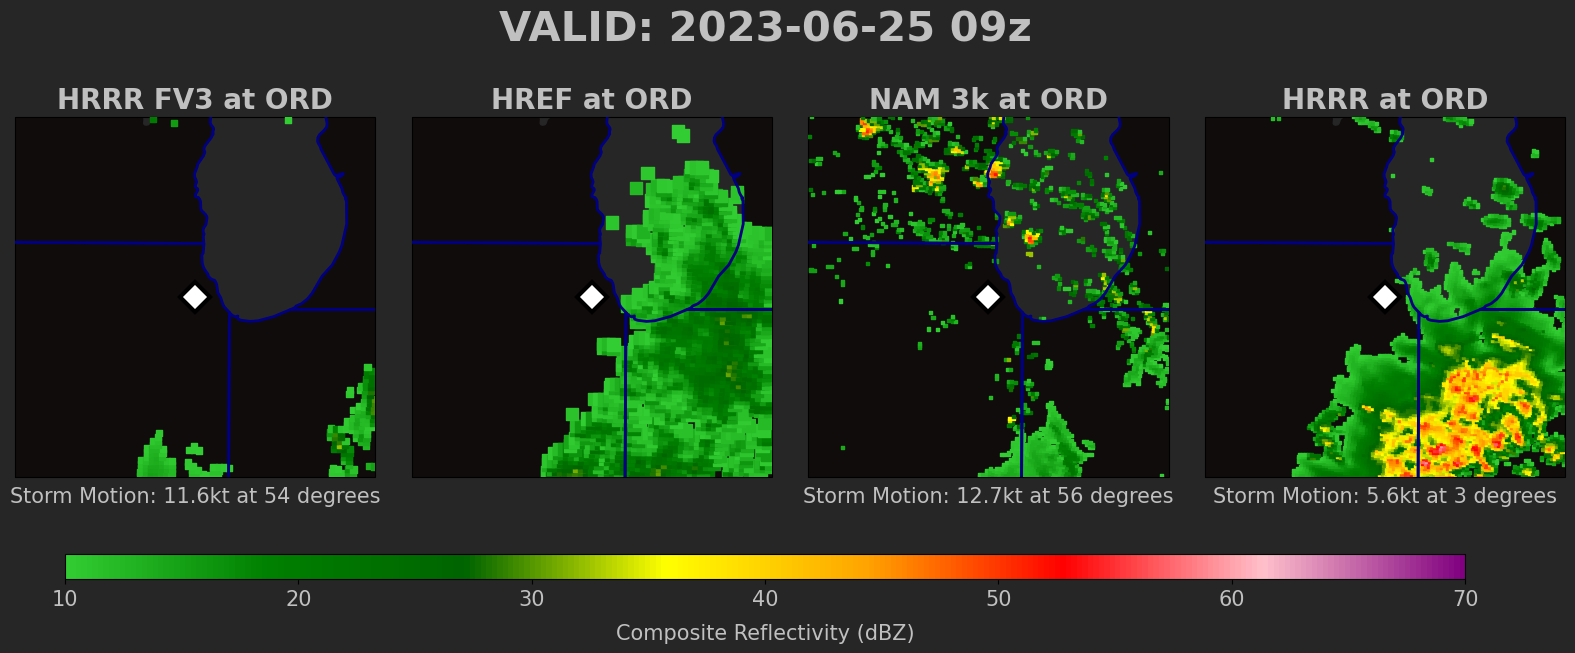 VALID: 2023-06-25 09z
HRRR FV3 at ORD
HREF at ORD
NAM 3k at ORD
HRRR at ORD
Storm Motion: 11.6kt at 54 degrees
Storm Motion: 12.7kt at 56 degrees
Storm Motion: 5.6kt at 3 degrees
10 20 30 40 50 60 70
Composite Reflectivity (dBZ)